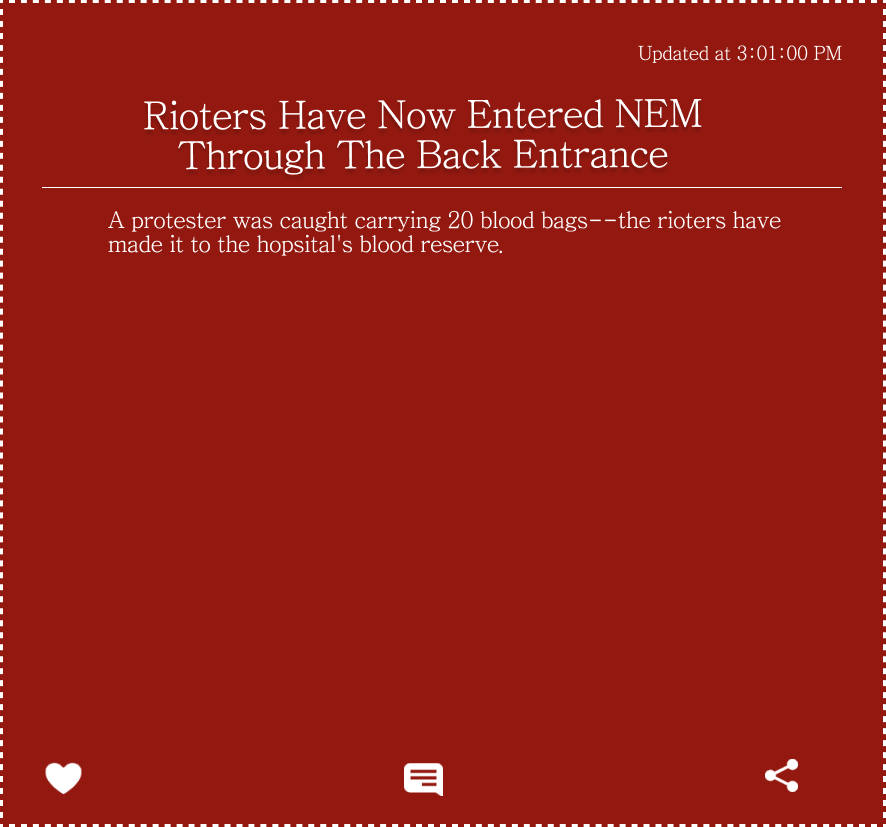 Updated at 3:01:00 PM
Rioters Have Now Entered NEM
Through The Back Entrance
A protester was caught carrying 20 blood bags--the rioters have
made it to the hopsital's blood reserve.